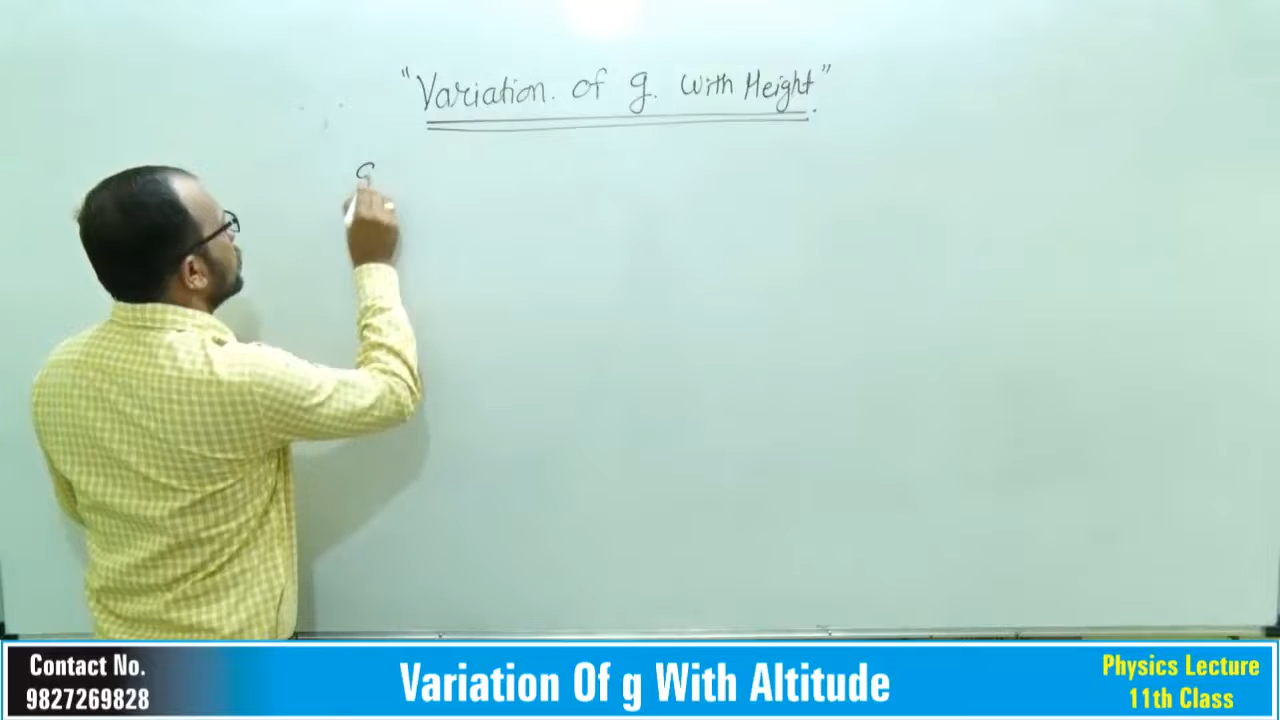 "Variation. of g. With Height".
Contact No.
9827269828
Variation Of g With Altitude
Physics Lecture
11th Class